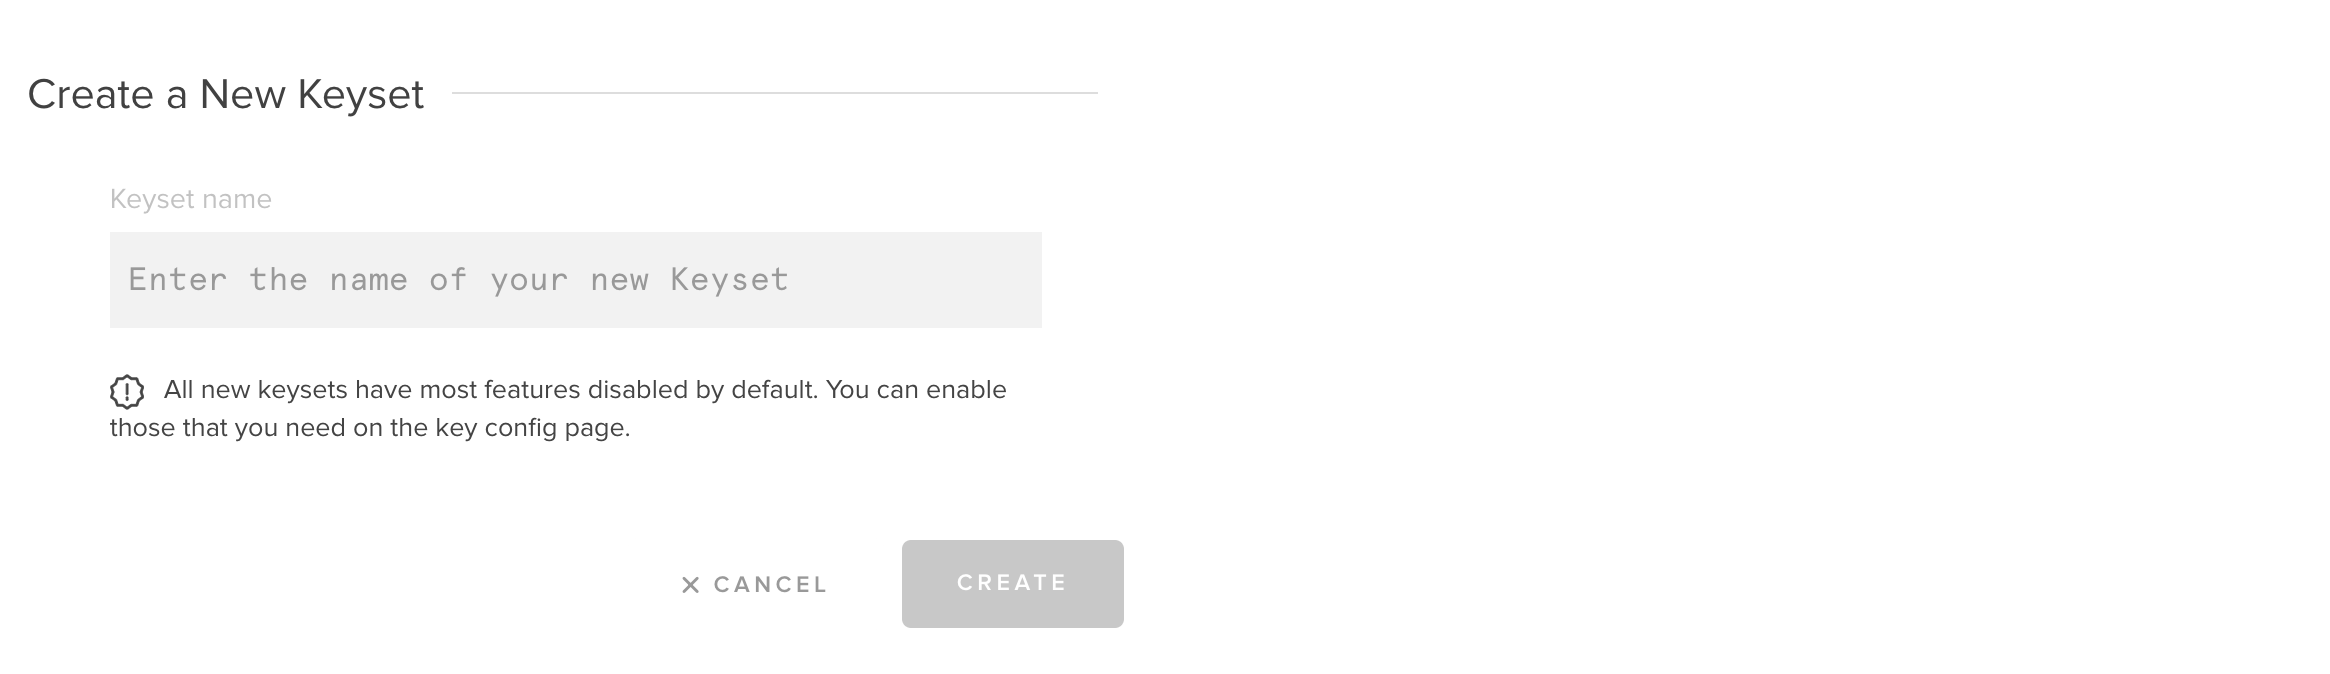 Create a New Keyset
Keyset name
Enter the name of your new Keyset
All new keysets have most features disabled by default. You can enable
those that you need on the key config page.
CANCEL
CREATE